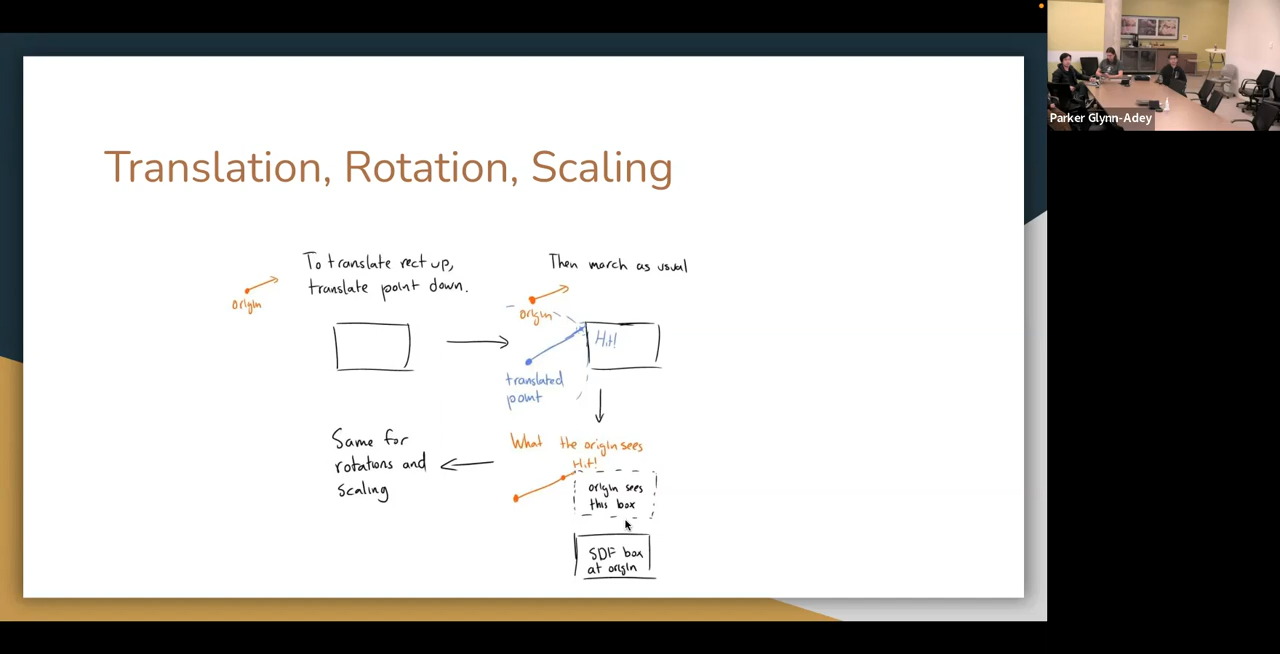 Translation, Rotation, Scaling
To translate rect up,
translate point down.
origin
Then march as usual
origin
Hit!
translated
point
What the origin sees
Hit!
origin sees
this box
SDF box
at origin
Same for
rotations and
scaling
Parker Glynn-Adey